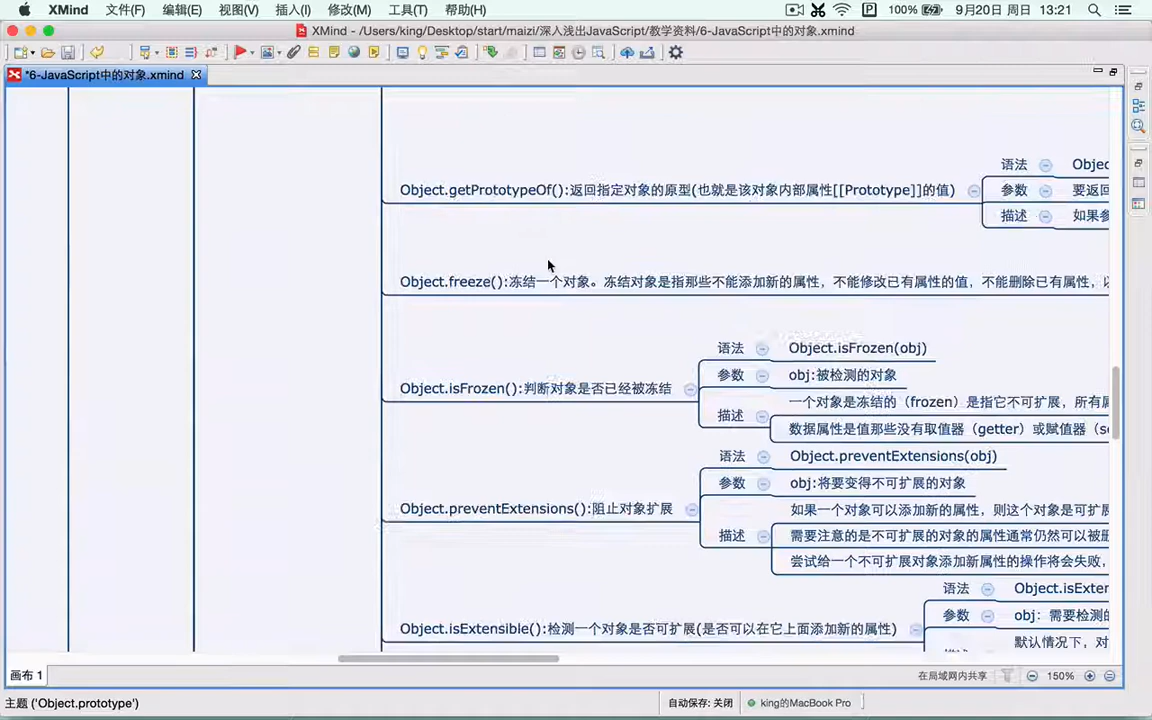 XMind 文件(F) 编辑(E) 视图(V) 插入(I) 修改(M) 工具(T) 帮助(H) P 100% 9月20日 周日 13:21
XMind - /Users/king/Desktop/start/maizi/深入浅出JavaScript/教学资料/6-JavaScript中的对象.xmind
*6-JavaScript中的对象.xmind
语法 Objec
Object.getPrototypeOf():返回指定对象的原型(也就是该对象内部属性[[Prototype]]的值) 参数 要返回
描述 如果参
Object.freeze():冻结一个对象。冻结对象是指那些不能添加新的属性，不能修改已有属性的值，不能删除已有属性，以
语法 Object.isFrozen(obj)
参数 obj:被检测的对象
Object.isFrozen():判断对象是否已经被冻结
一个对象是冻结的（frozen）是指它不可扩展，所有属
描述
数据属性是值那些没有取值器（getter）或赋值器（se
语法 Object.preventExtensions(obj)
参数 obj:将要变得不可扩展的对象
Object.preventExtensions():阻止对象扩展
如果一个对象可以添加新的属性，则这个对象是可扩展
描述 需要注意的是不可扩展的对象的属性通常仍然可以被删
尝试给一个不可扩展对象添加新属性的操作将会失败，
语法 Object.isExten
参数 obj：需要检测的
Object.isExtensible():检测一个对象是否可扩展(是否可以在它上面添加新的属性)
默认情况下，对
画布 1
在局域网内共享 150%
主题 ('Object.prototype') 自动保存: 关闭 king的MacBook Pro